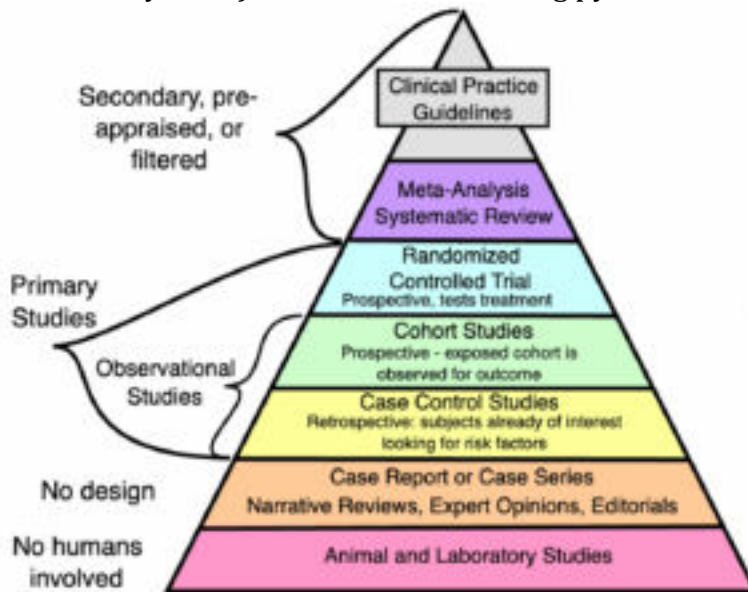 Clinical Practice
Guidelines
Secondary, pre-
appraised, or
filtered
Meta-Analysis
Systematic Review
Randomized
Controlled Trial
Prospective, tests treatment
Primary
Studies
Cohort Studies
Prospective - exposed cohort is
observed for outcome
Observational
Studies
Case Control Studies
Retrospective: subjects already of interest
looking for risk factors
No design
Case Report or Case Series
Narrative Reviews, Expert Opinions, Editorials
No humans
involved
Animal and Laboratory Studies